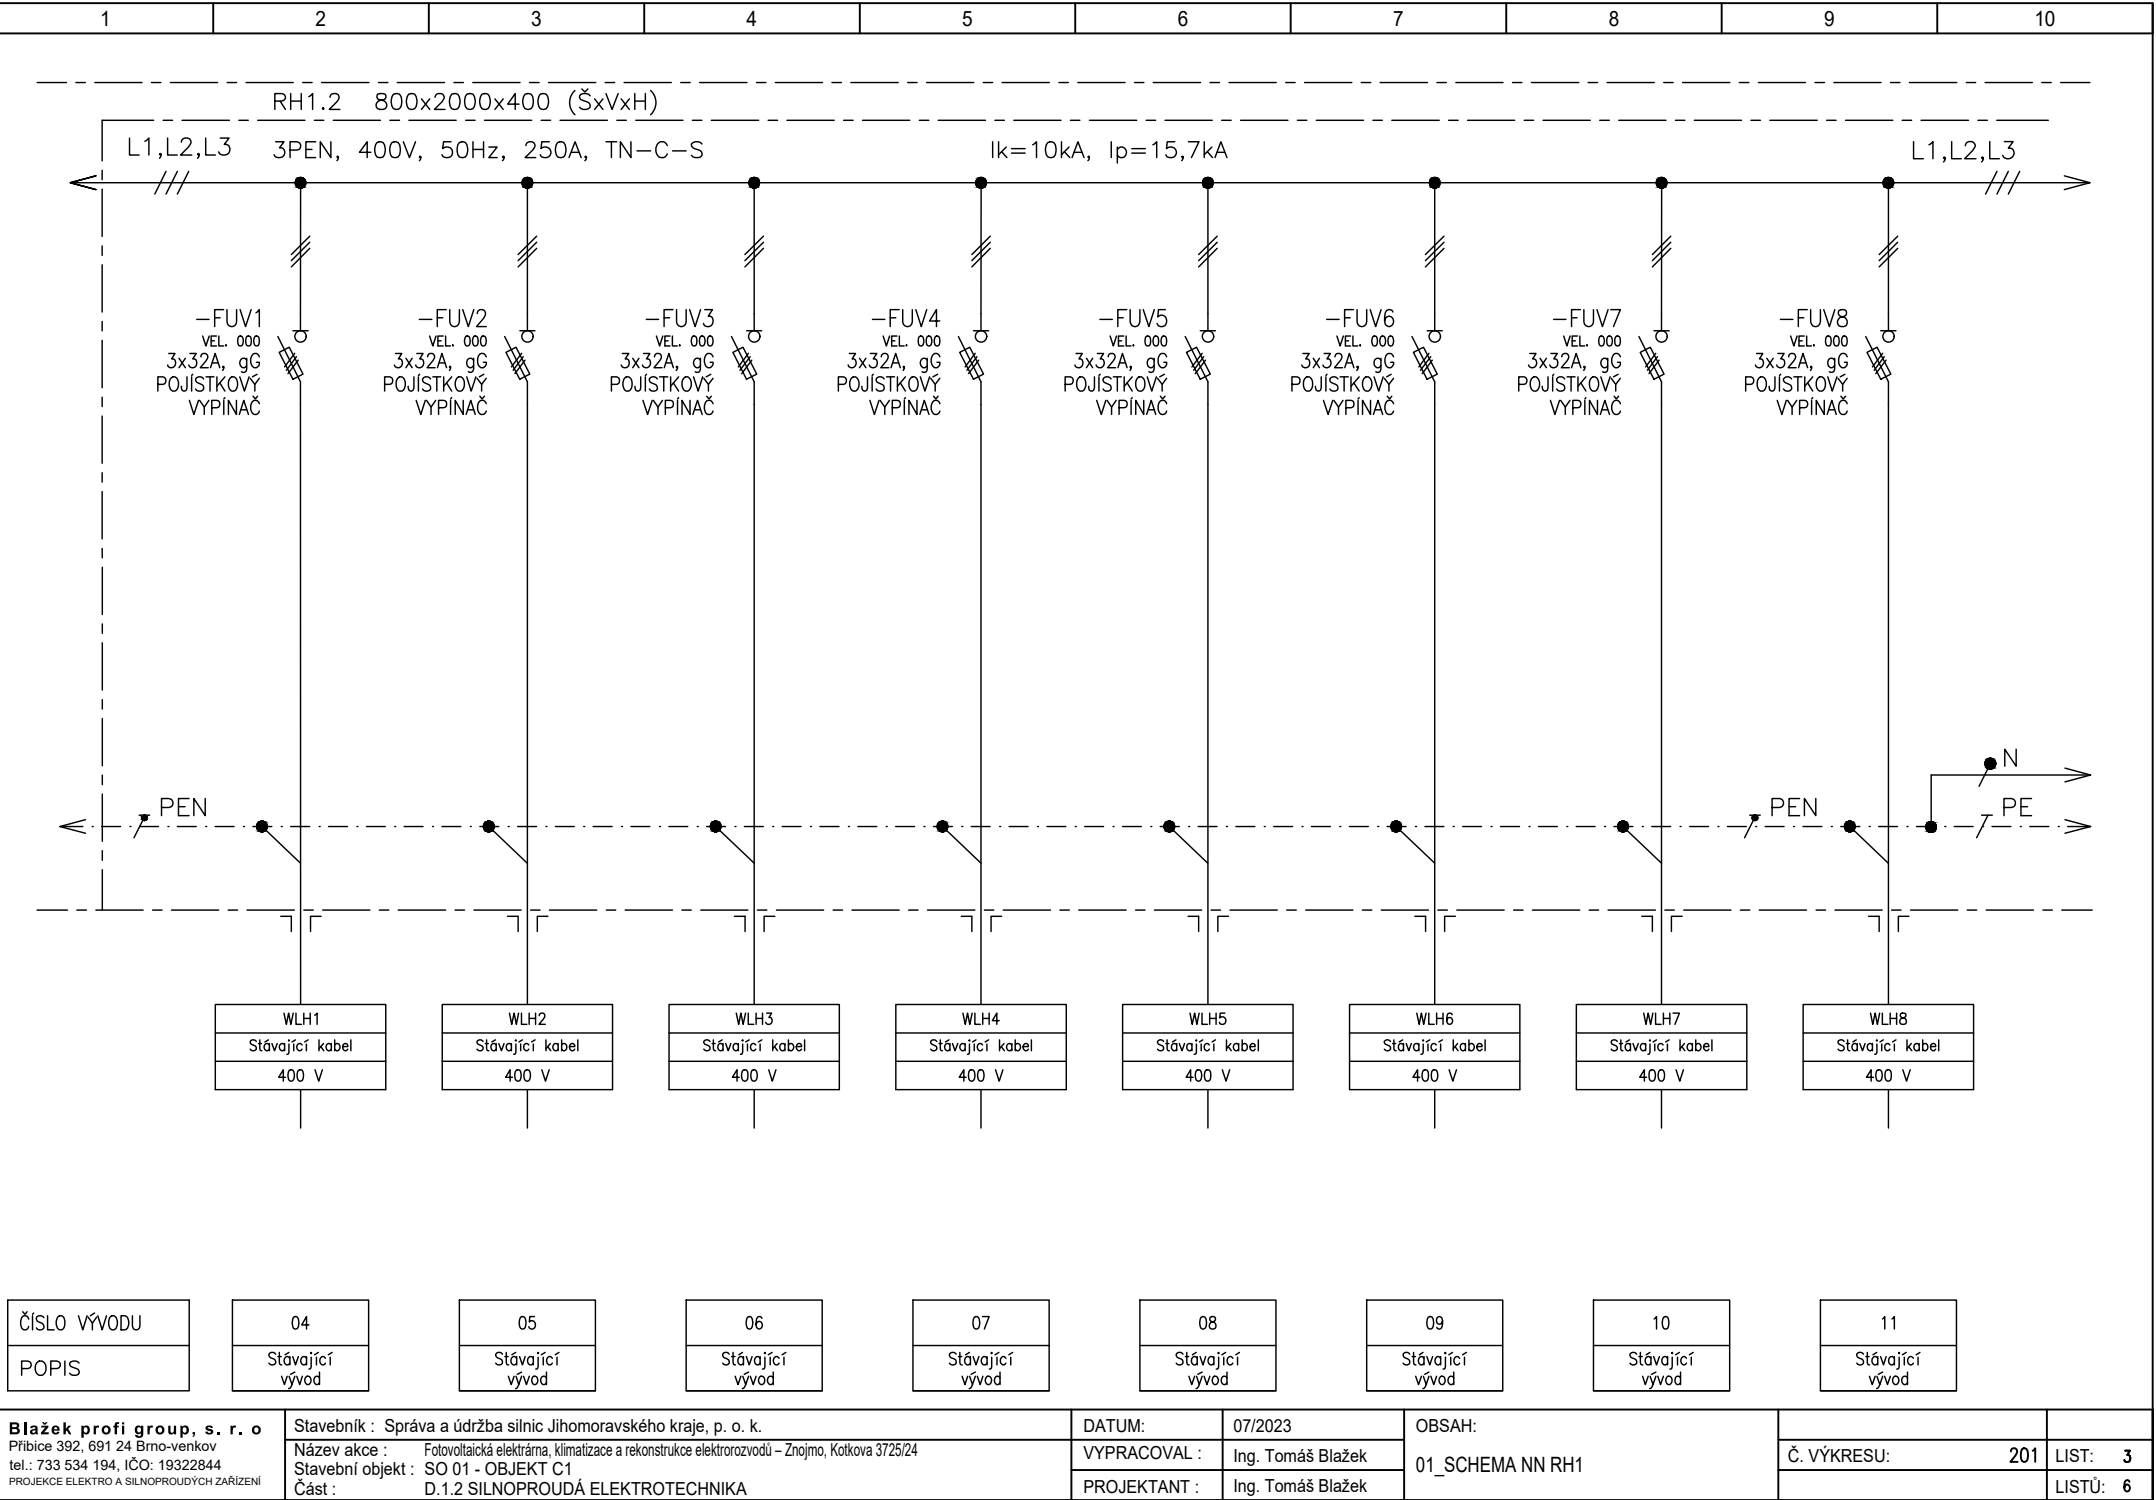 1 2 3 4 5 6 7 8 9 10
RH1.2 800x2000x400 (ŠxVxH)
L1,L2,L3 3PEN, 400V, 50Hz, 250A, TN-C-S Ik=10kA, Ip=15,7kA L1,L2,L3
-FUV1 -FUV2 -FUV3 -FUV4 -FUV5 -FUV6 -FUV7 -FUV8
VEL. 000 VEL. 000 VEL. 000 VEL. 000 VEL. 000 VEL. 000 VEL. 000 VEL. 000
3x32A, gG 3x32A, gG 3x32A, gG 3x32A, gG 3x32A, gG 3x32A, gG 3x32A, gG 3x32A, gG
POJÍSTKOVÝ POJÍSTKOVÝ POJÍSTKOVÝ POJÍSTKOVÝ POJÍSTKOVÝ POJÍSTKOVÝ POJÍSTKOVÝ POJÍSTKOVÝ
VYPÍNAČ VYPÍNAČ VYPÍNAČ VYPÍNAČ VYPÍNAČ VYPÍNAČ VYPÍNAČ VYPÍNAČ
N
PEN PEN PE
WLH1 WLH2 WLH3 WLH4 WLH5 WLH6 WLH7 WLH8
Stávající kabel Stávající kabel Stávající kabel Stávající kabel Stávající kabel Stávající kabel Stávající kabel Stávající kabel
400 V 400 V 400 V 400 V 400 V 400 V 400 V 400 V
ČÍSLO VÝVODU 04 05 06 07 08 09 10 11
POPIS Stávající Stávající Stávající Stávající Stávající Stávající Stávající Stávající
vývod vývod vývod vývod vývod vývod vývod vývod
Blažek profi group, s. r. o
Přibice 392, 691 24 Brno-venkov
tel.: 733 534 194, IČO: 19322844
PROJEKCE ELEKTRO A SILNOPROUDÝCH ZAŘÍZENÍ
Stavebník : Správa a údržba silnic Jihomoravského kraje, p. o. k.
Název akce : Fotovoltaická elektrárna, klimatizace a rekonstrukce elektrorozvodů – Znojmo, Kotkova 3725/24
Stavební objekt : SO 01 - OBJEKT C1
Část : D.1.2 SILNOPROUDÁ ELEKTROTECHNIKA
DATUM: 07/2023
VYPRACOVAL : Ing. Tomáš Blažek
PROJEKTANT : Ing. Tomáš Blažek
OBSAH:
01_SCHEMA NN RH1
Č. VÝKRESU: 201 LIST: 3
LISTŮ: 6